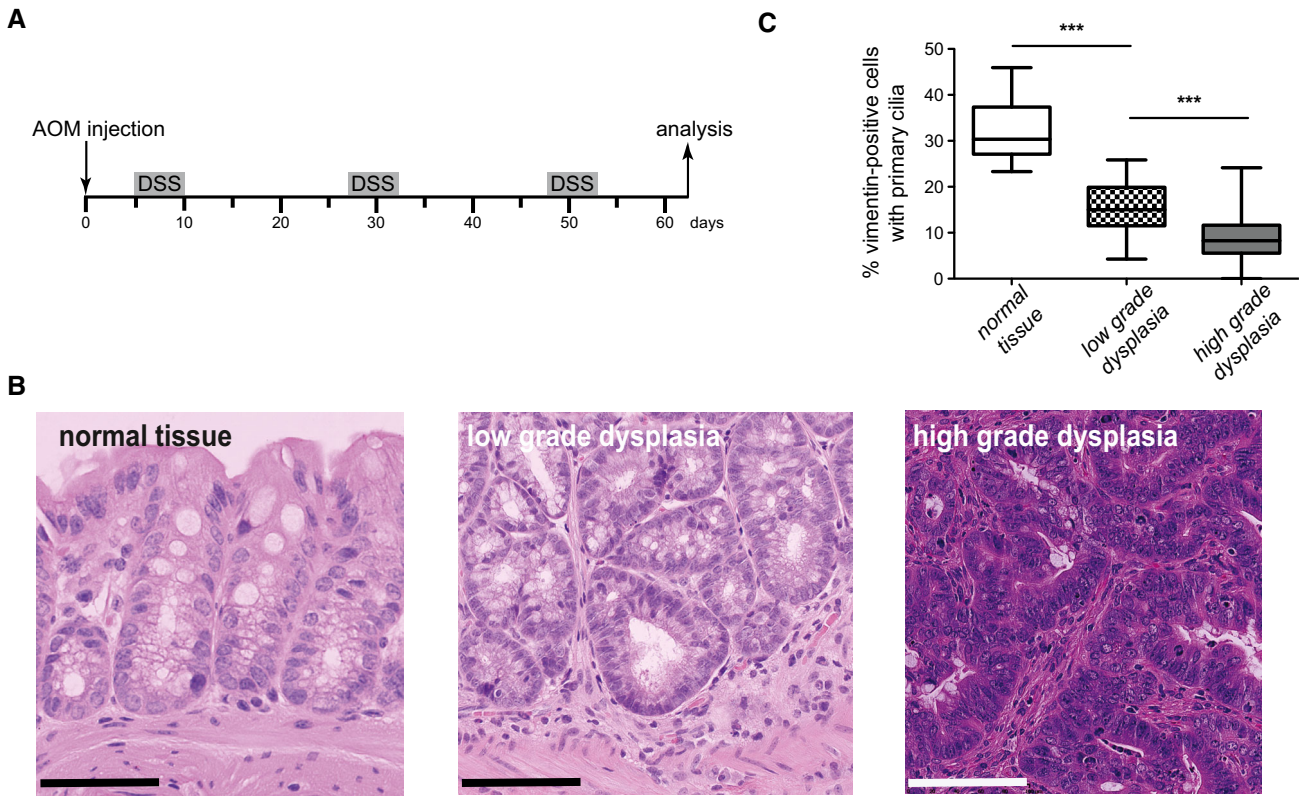 A
AOM injection
analysis
DSS DSS DSS
0 10 20 30 40 50 60 days
C
***
***
% vimentin-positive cells
with primary cilia
50
40
30
20
10
0
normal
tissue
low grade
dysplasia
high grade
dysplasia
B
normal tissue
low grade dysplasia
high grade dysplasia